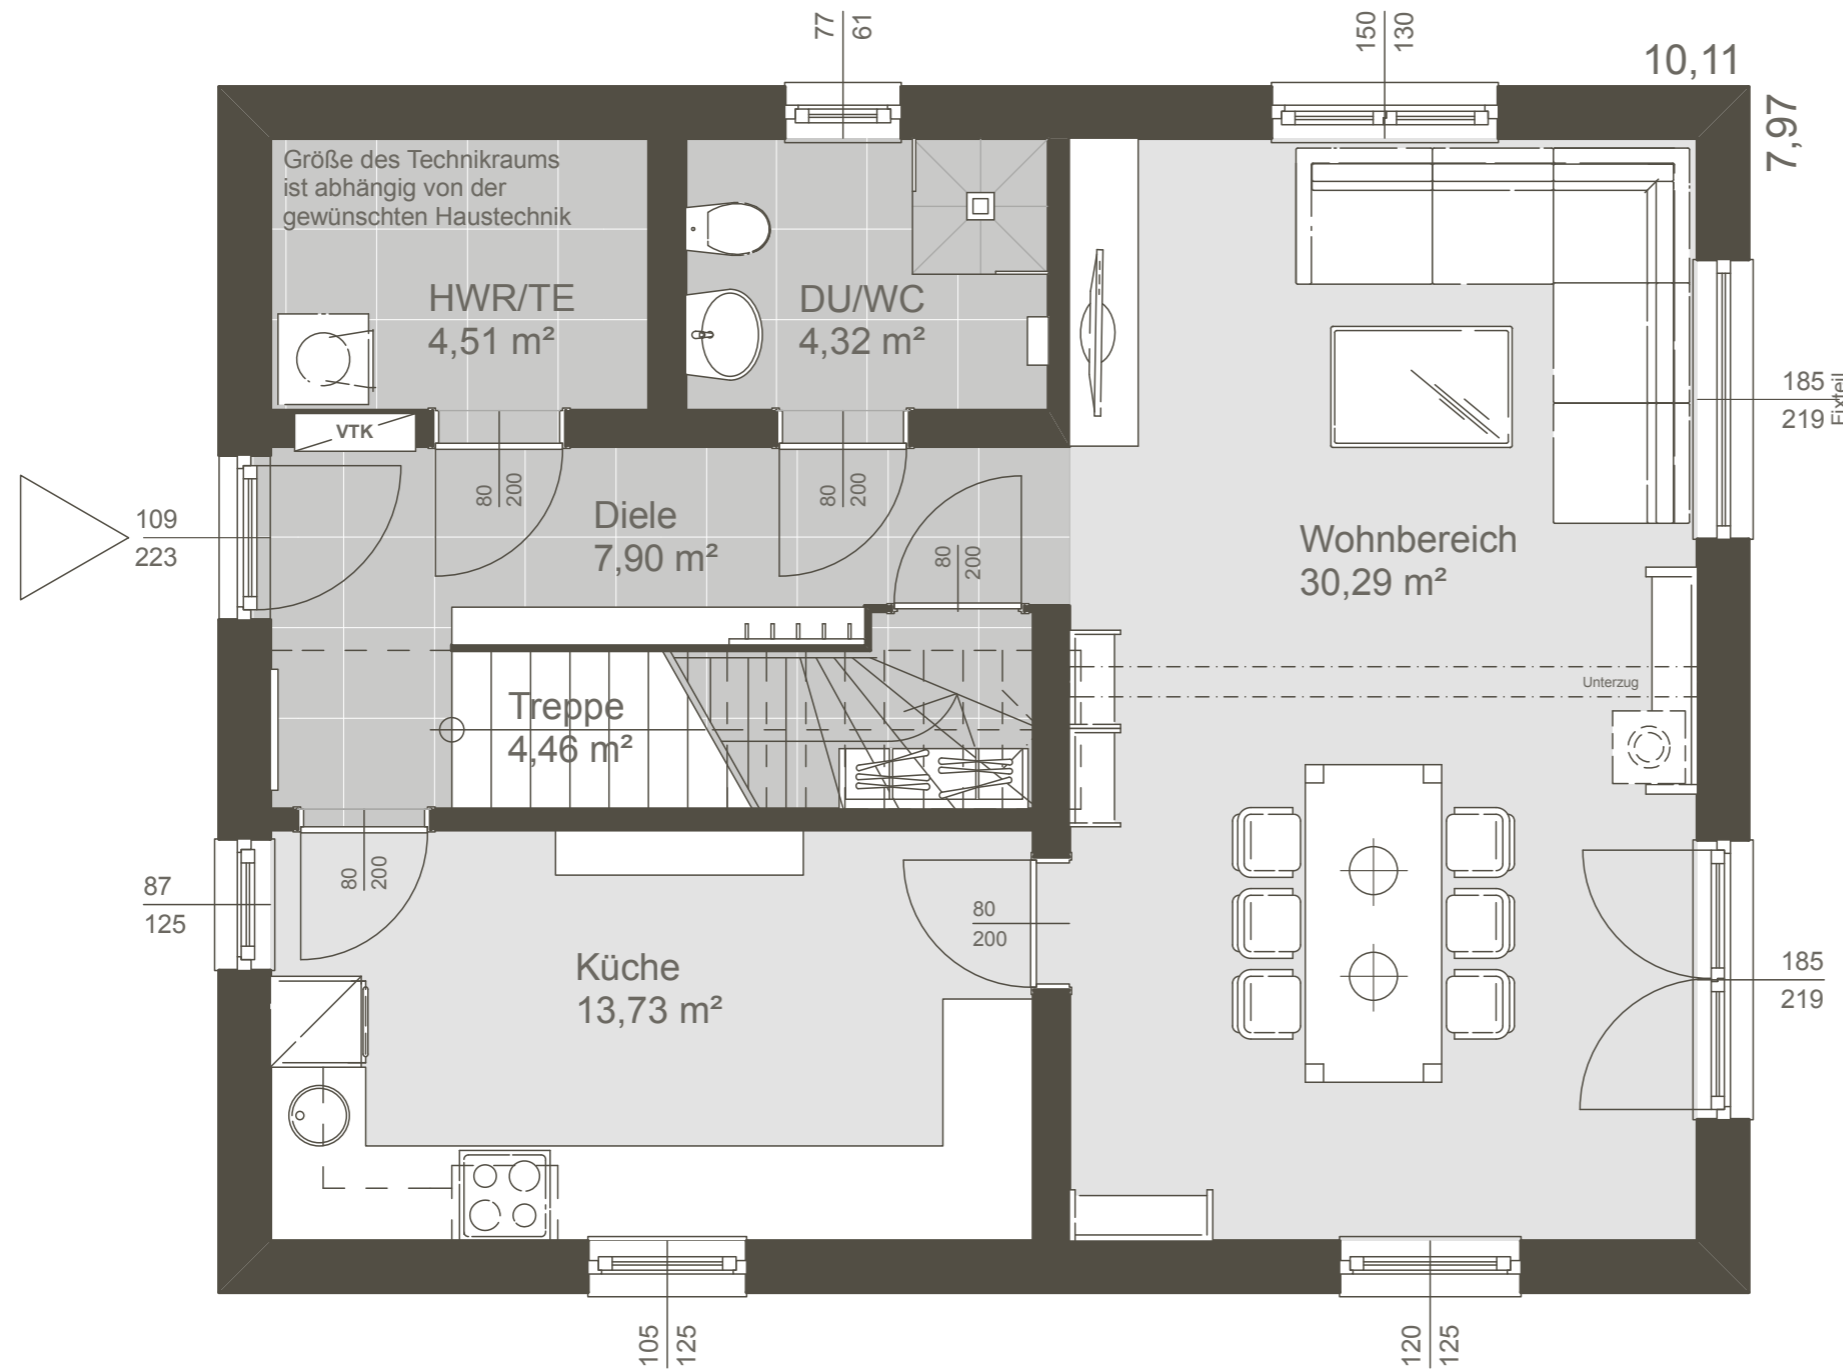 77
61
150
130
10,11
7,97
Größe des Technikraums
ist abhängig von der
gewünschten Haustechnik
HWR/TE
4,51 m²
DU/WC
4,32 m²
185
219
Fixteil
VTK
80
200
80
200
109
223
Diele
7,90 m²
80
200
Wohnbereich
30,29 m²
Unterzug
Treppe
4,46 m²
80
200
87
125
80
200
Küche
13,73 m²
185
219
105
125
120
125